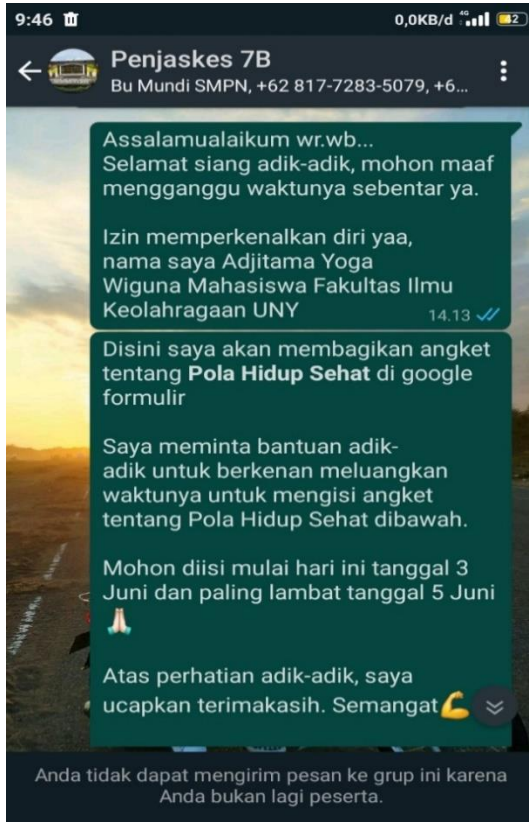 9:46
0,0KB/d 4G 42
Penjaskes 7B
Bu Mundi SMPN, +62 817-7283-5079, +6...
Assalamualaikum wr.wb...
Selamat siang adik-adik, mohon maaf
mengganggu waktunya sebentar ya.
Izin memperkenalkan diri yaa,
nama saya Adjitama Yoga
Wiguna Mahasiswa Fakultas Ilmu
Keolahragaan UNY
14.13
Disini saya akan membagikan angket
tentang Pola Hidup Sehat di google
formulir
Saya meminta bantuan adik-
adik untuk berkenan meluangkan
waktunya untuk mengisi angket
tentang Pola Hidup Sehat dibawah.
Mohon diisi mulai hari ini tanggal 3
Juni dan paling lambat tanggal 5 Juni
🙏🏻
Atas perhatian adik-adik, saya
ucapkan terimakasih. Semangat💪
Anda tidak dapat mengirim pesan ke grup ini karena
Anda bukan lagi peserta.